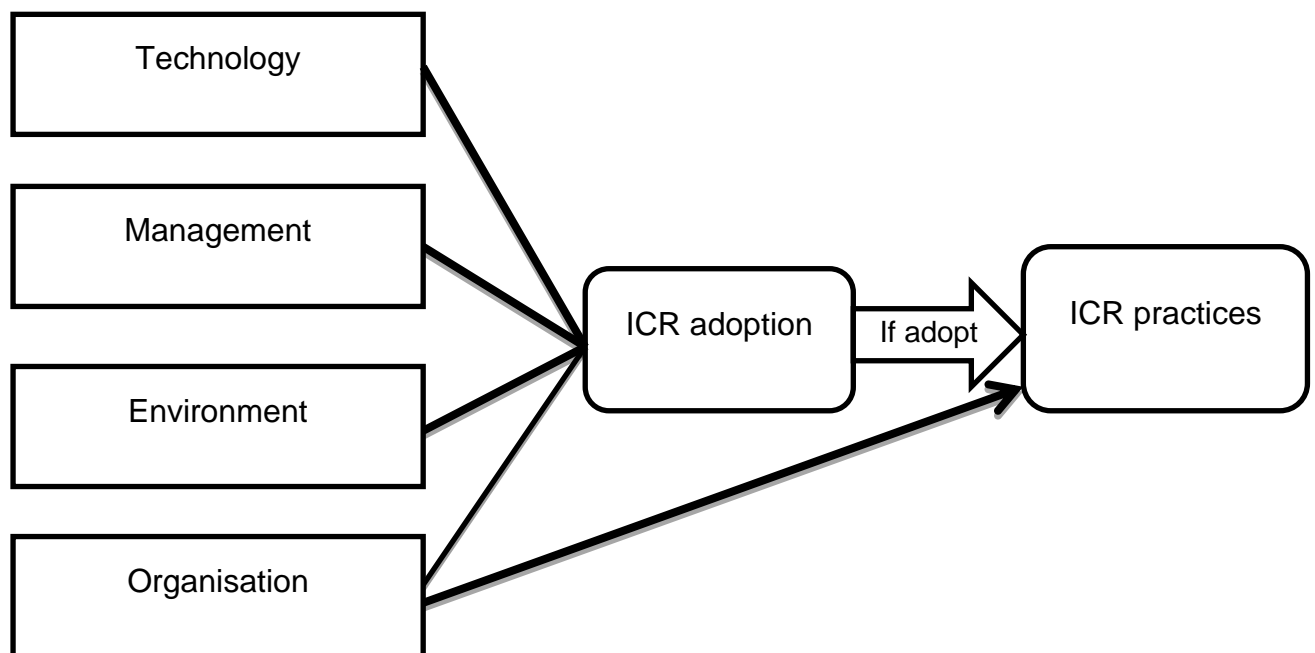 Technology
Management
Environment
Organisation
ICR adoption
If adopt
ICR practices